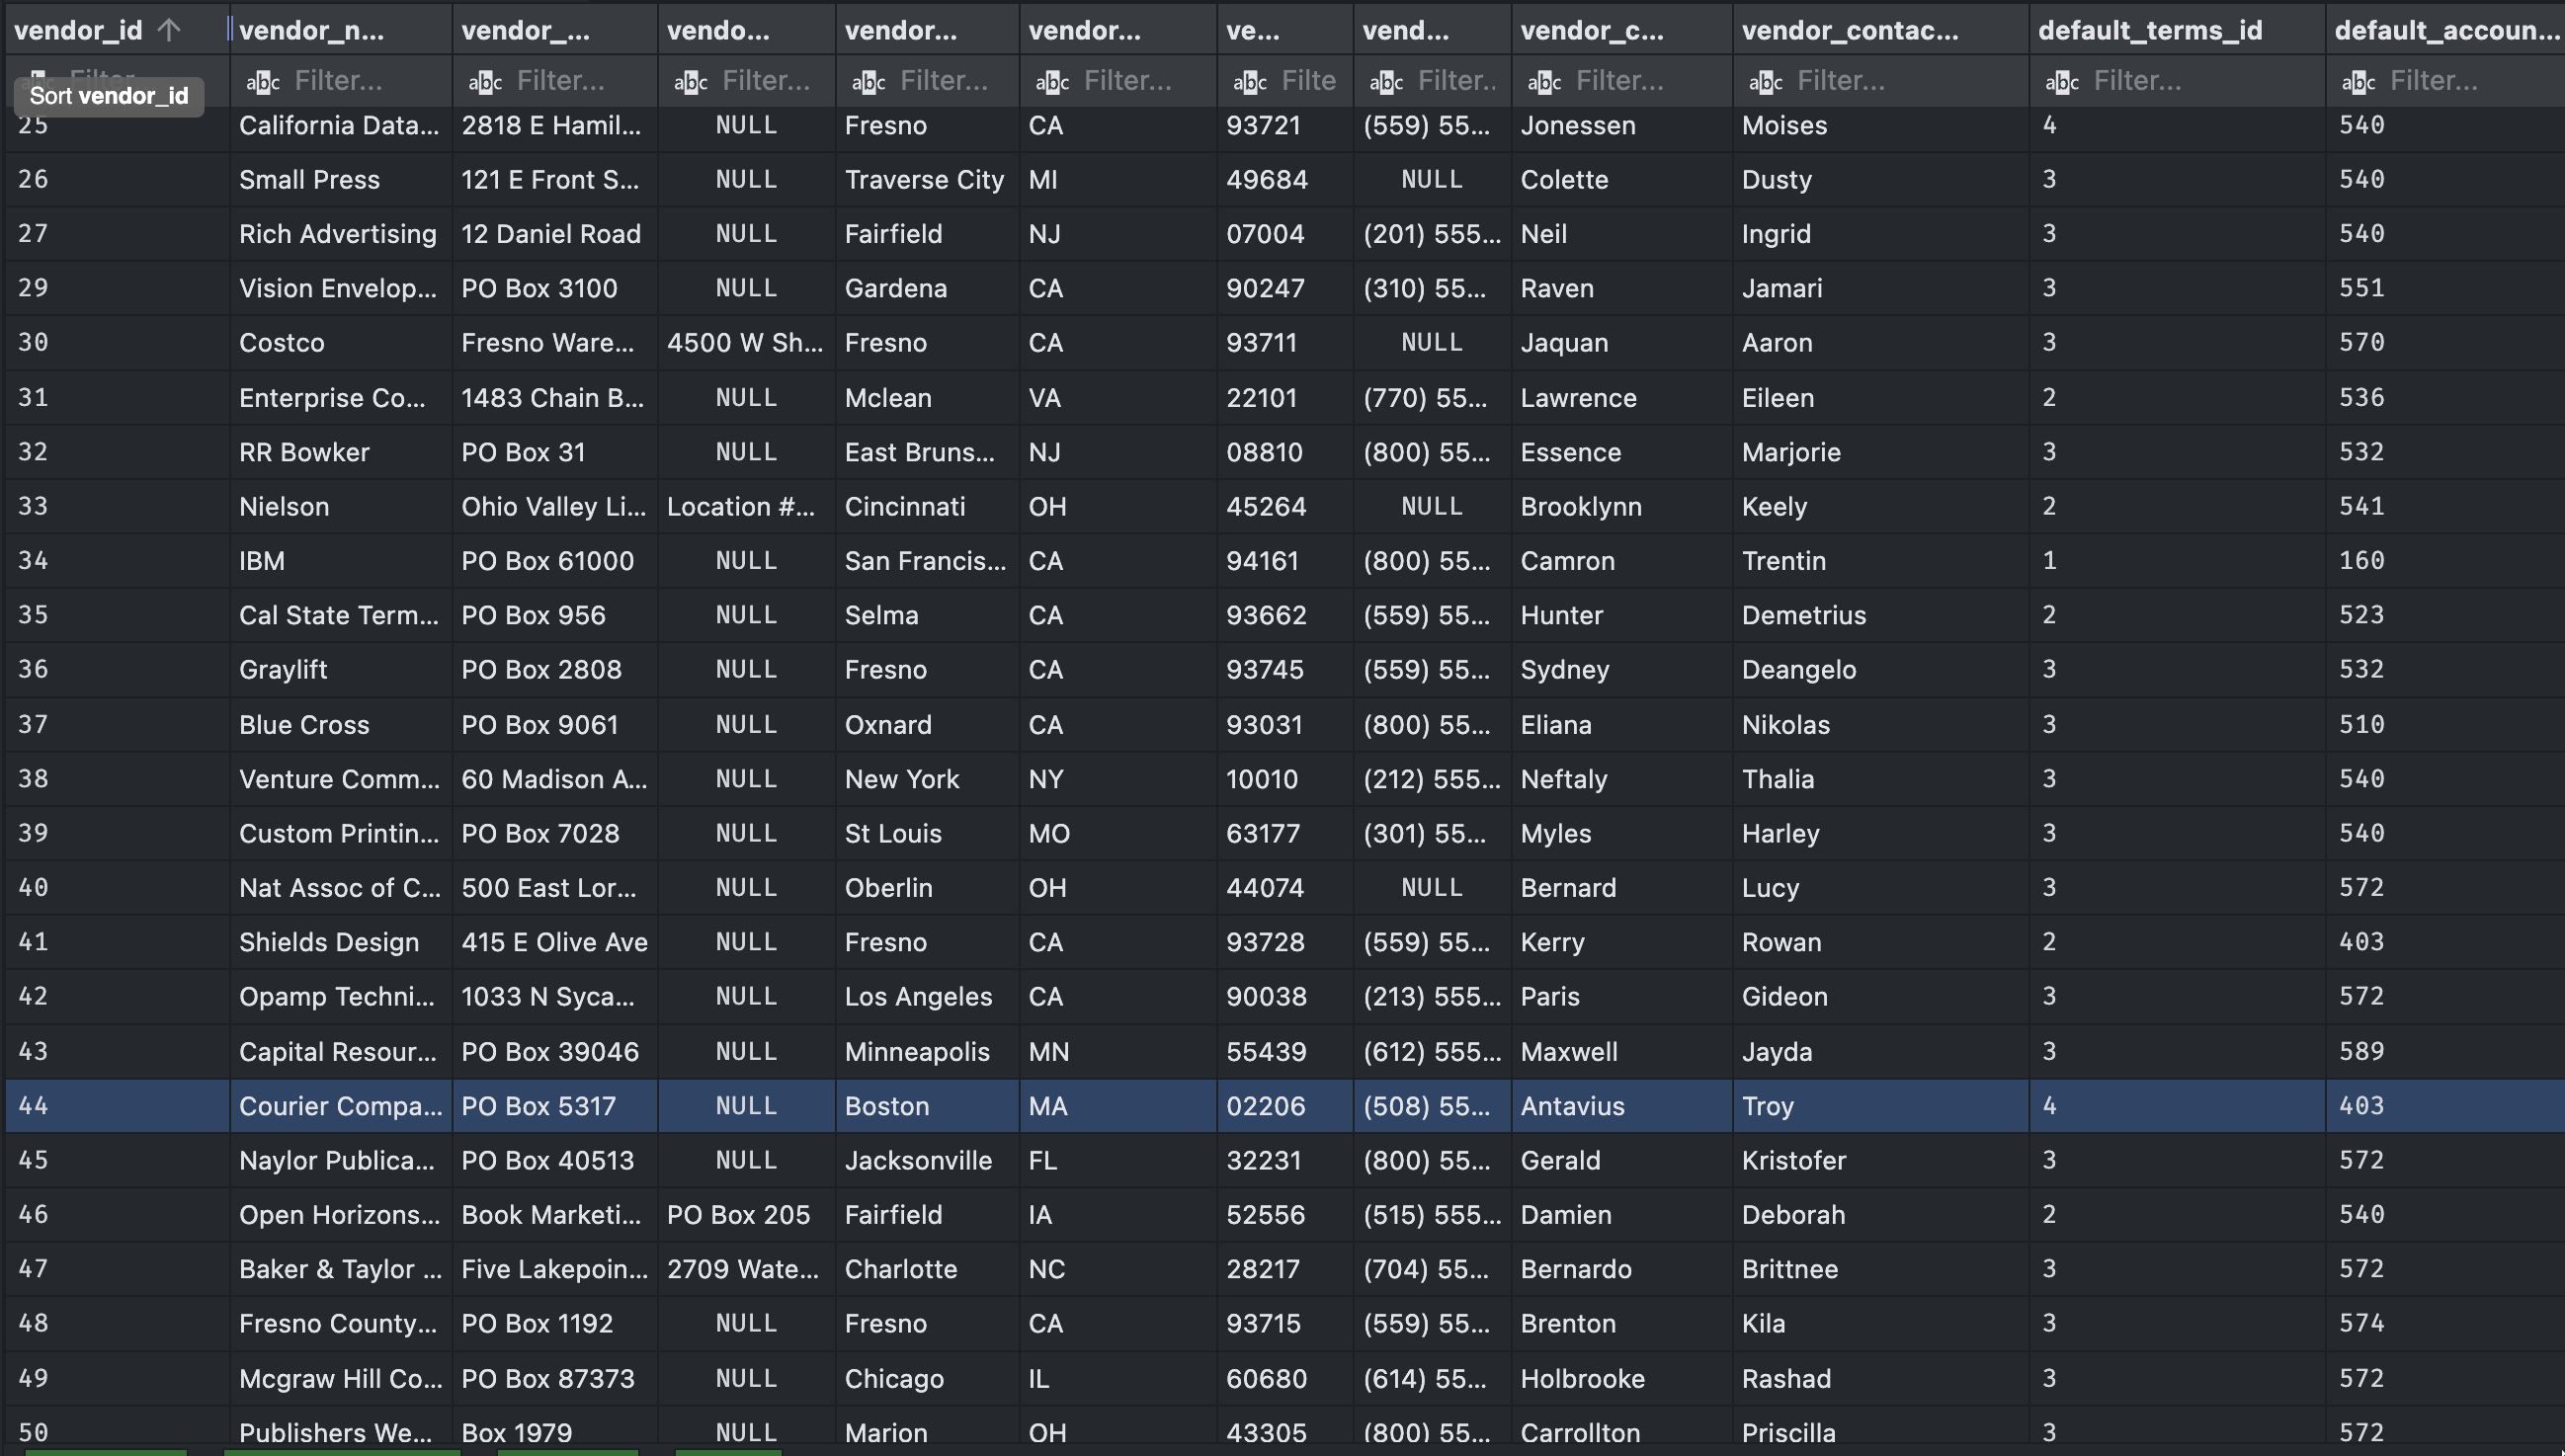 vendor_id vendor_n... vendor_... vendo... vendor... vendor... ve... vend... vendor_c... vendor_contac... default_terms_id default_accoun...
abc Filter... abc Filter... abc Filter... abc Filter... abc Filter... abc Filte abc Filter.. abc Filter... abc Filter... abc Filter... abc Filter...
Sort vendor_id
25 California Data... 2818 E Hamil... NULL Fresno CA 93721 (559) 55... Jonessen Moises 4 540
26 Small Press 121 E Front S... NULL Traverse City MI 49684 NULL Colette Dusty 3 540
27 Rich Advertising 12 Daniel Road NULL Fairfield NJ 07004 (201) 555... Neil Ingrid 3 540
29 Vision Envelop... PO Box 3100 NULL Gardena CA 90247 (310) 55... Raven Jamari 3 551
30 Costco Fresno Ware... 4500 W Sh... Fresno CA 93711 NULL Jaquan Aaron 3 570
31 Enterprise Co... 1483 Chain B... NULL Mclean VA 22101 (770) 55... Lawrence Eileen 2 536
32 RR Bowker PO Box 31 NULL East Bruns... NJ 08810 (800) 55... Essence Marjorie 3 532
33 Nielson Ohio Valley Li... Location #... Cincinnati OH 45264 NULL Brooklynn Keely 2 541
34 IBM PO Box 61000 NULL San Francis... CA 94161 (800) 55... Camron Trentin 1 160
35 Cal State Term... PO Box 956 NULL Selma CA 93662 (559) 55... Hunter Demetrius 2 523
36 Graylift PO Box 2808 NULL Fresno CA 93745 (559) 55... Sydney Deangelo 3 532
37 Blue Cross PO Box 9061 NULL Oxnard CA 93031 (800) 55... Eliana Nikolas 3 510
38 Venture Comm... 60 Madison A... NULL New York NY 10010 (212) 555... Neftaly Thalia 3 540
39 Custom Printin... PO Box 7028 NULL St Louis MO 63177 (301) 55... Myles Harley 3 540
40 Nat Assoc of C... 500 East Lor... NULL Oberlin OH 44074 NULL Bernard Lucy 3 572
41 Shields Design 415 E Olive Ave NULL Fresno CA 93728 (559) 55... Kerry Rowan 2 403
42 Opamp Techni... 1033 N Syca... NULL Los Angeles CA 90038 (213) 555... Paris Gideon 3 572
43 Capital Resour... PO Box 39046 NULL Minneapolis MN 55439 (612) 555... Maxwell Jayda 3 589
44 Courier Compa... PO Box 5317 NULL Boston MA 02206 (508) 55... Antavius Troy 4 403
45 Naylor Publica... PO Box 40513 NULL Jacksonville FL 32231 (800) 55... Gerald Kristofer 3 572
46 Open Horizons... Book Marketi... PO Box 205 Fairfield IA 52556 (515) 555... Damien Deborah 2 540
47 Baker & Taylor ... Five Lakepoin... 2709 Wate... Charlotte NC 28217 (704) 55... Bernardo Brittnee 3 572
48 Fresno County... PO Box 1192 NULL Fresno CA 93715 (559) 55... Brenton Kila 3 574
49 Mcgraw Hill Co... PO Box 87373 NULL Chicago IL 60680 (614) 55... Holbrooke Rashad 3 572
50 Publishers We... Box 1979 NULL Marion OH 43305 (800) 55... Carrollton Priscilla 3 572